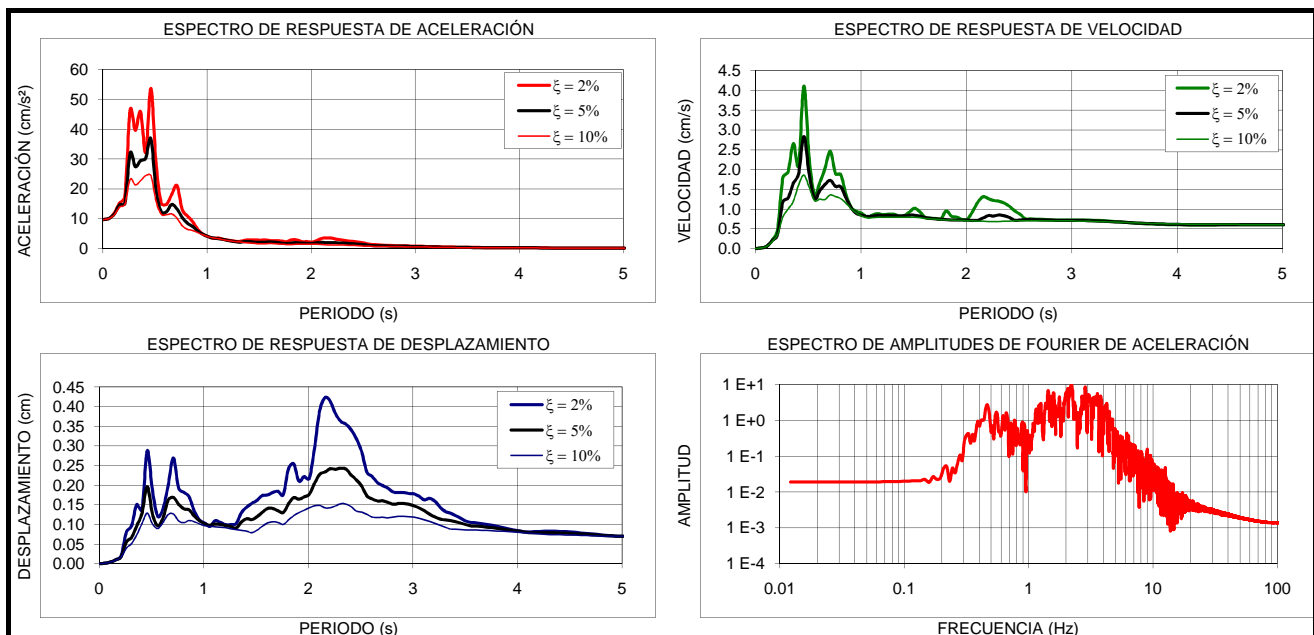 ESPECTRO DE RESPUESTA DE ACELERACIÓN
ACELERACIÓN (cm/s²)
60
50
40
30
20
10
0
0 1 2 3 4 5
PERIODO (s)
ξ = 2%
ξ = 5%
ξ = 10%
ESPECTRO DE RESPUESTA DE VELOCIDAD
VELOCIDAD (cm/s)
4.5
4.0
3.5
3.0
2.5
2.0
1.5
1.0
0.5
0.0
0 1 2 3 4 5
PERIODO (s)
ξ = 2%
ξ = 5%
ξ = 10%
ESPECTRO DE RESPUESTA DE DESPLAZAMIENTO
DESPLAZAMIENTO (cm)
0.45
0.40
0.35
0.30
0.25
0.20
0.15
0.10
0.05
0.00
0 1 2 3 4 5
PERIODO (s)
ξ = 2%
ξ = 5%
ξ = 10%
ESPECTRO DE AMPLITUDES DE FOURIER DE ACELERACIÓN
AMPLITUD
1 E+1
1 E+0
1 E-1
1 E-2
1 E-3
1 E-4
0.01 0.1 1 10 100
FRECUENCIA (Hz)